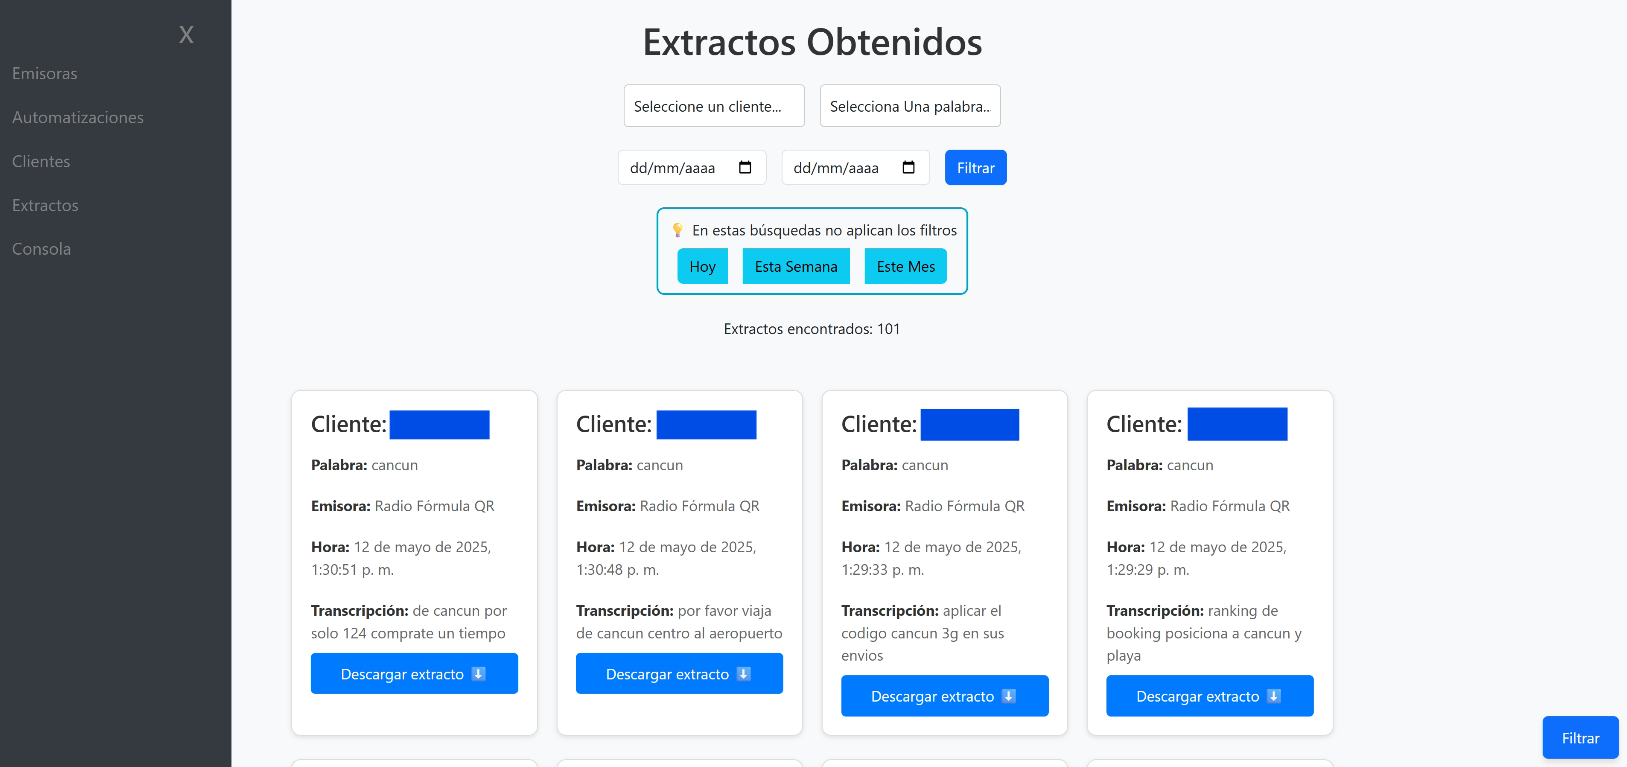 X
Emisoras
Automatizaciones
Clientes
Extractos
Consola
Extractos Obtenidos
Seleccione un cliente...
Selecciona Una palabra...
dd/mm/aaaa
dd/mm/aaaa
Filtrar
💡 En estas búsquedas no aplican los filtros
Hoy
Esta Semana
Este Mes
Extractos encontrados: 101
Cliente:
Palabra: cancun
Emisora: Radio Fórmula QR
Hora: 12 de mayo de 2025,
1:30:51 p. m.
Transcripción: de cancun por
solo 124 comprate un tiempo
Descargar extracto ⬇️
Cliente:
Palabra: cancun
Emisora: Radio Fórmula QR
Hora: 12 de mayo de 2025,
1:30:48 p. m.
Transcripción: por favor viaja
de cancun centro al aeropuerto
Descargar extracto ⬇️
Cliente:
Palabra: cancun
Emisora: Radio Fórmula QR
Hora: 12 de mayo de 2025,
1:29:33 p. m.
Transcripción: aplicar el
codigo cancun 3g en sus
envios
Descargar extracto ⬇️
Cliente:
Palabra: cancun
Emisora: Radio Fórmula QR
Hora: 12 de mayo de 2025,
1:29:29 p. m.
Transcripción: ranking de
booking posiciona a cancun y
playa
Descargar extracto ⬇️
Filtrar